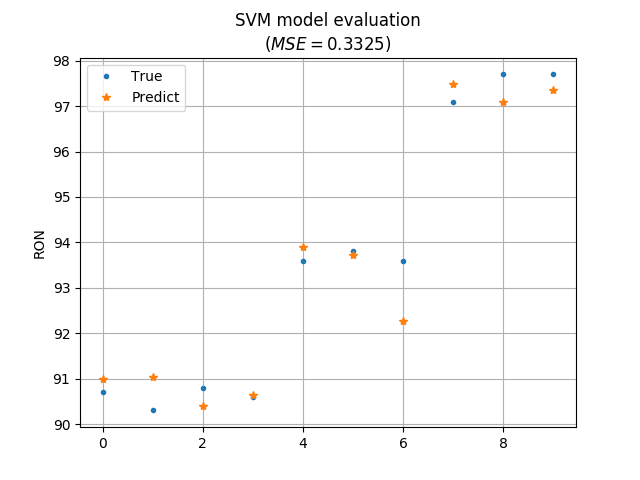 SVM model evaluation
(MSE = 0.3325)
True
Predict
98
97
96
95
94
93
92
91
90
RON
0 2 4 6 8